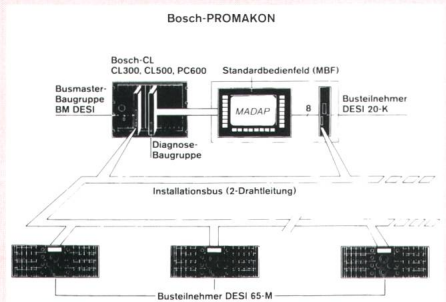 Bosch-PROMAKON
Bosch-CL
CL300, CL500, PC600
Standardbedienfeld (MBF)
Busmaster-
Baugruppe
BM DESI
MADAP
8
Busteilnehmer
DESI 20-K
Diagnose-
Baugruppe
Installationsbus (2-Drahtleitung)
Busteilnehmer DESI 65-M